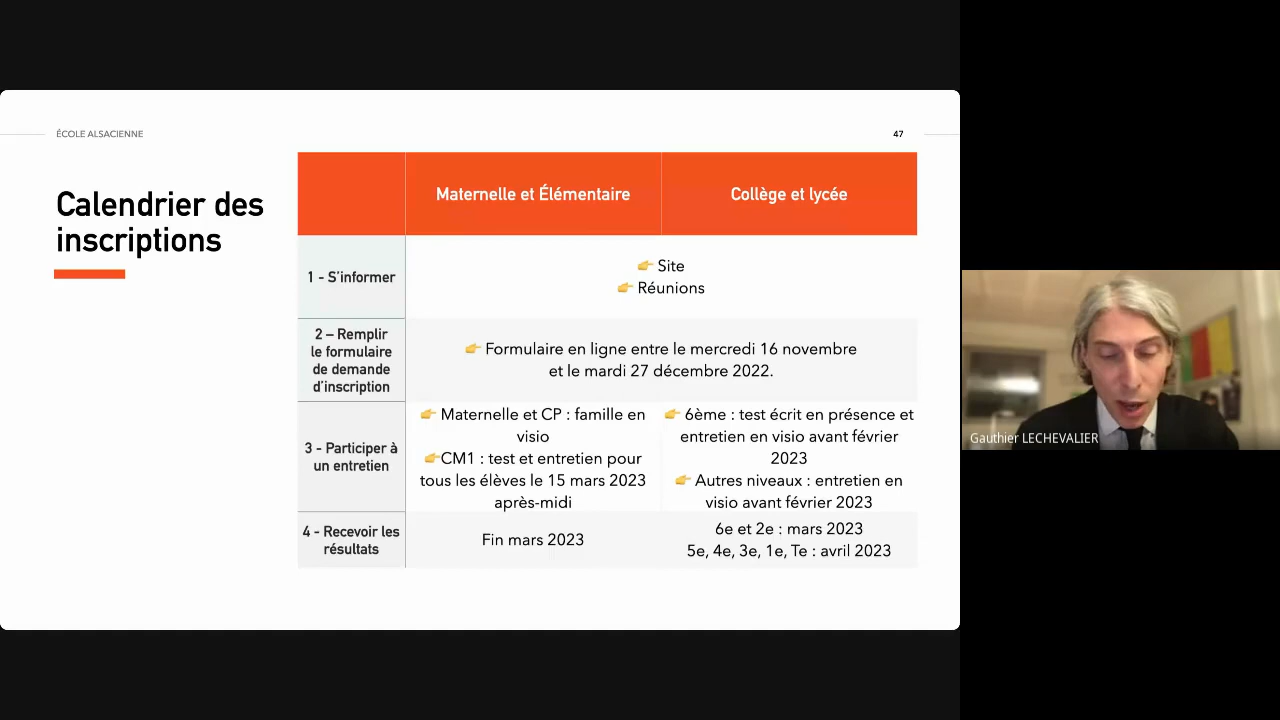 ÉCOLE ALSACIENNE
47
Calendrier des
inscriptions
Maternelle et Élémentaire
Collège et lycée
1 - S'informer
👉 Site
👉 Réunions
2 – Remplir
le formulaire
de demande
d'inscription
👉 Formulaire en ligne entre le mercredi 16 novembre
et le mardi 27 décembre 2022.
3 - Participer à
un entretien
👉 Maternelle et CP : famille en
visio
👉CM1 : test et entretien pour
tous les élèves le 15 mars 2023
après-midi
👉 6ème : test écrit en présence et
entretien en visio avant février
2023
👉 Autres niveaux : entretien en
visio avant février 2023
4 - Recevoir les
résultats
Fin mars 2023
6e et 2e : mars 2023
5e, 4e, 3e, 1e, Te : avril 2023
Gauthier LECHEVALIER